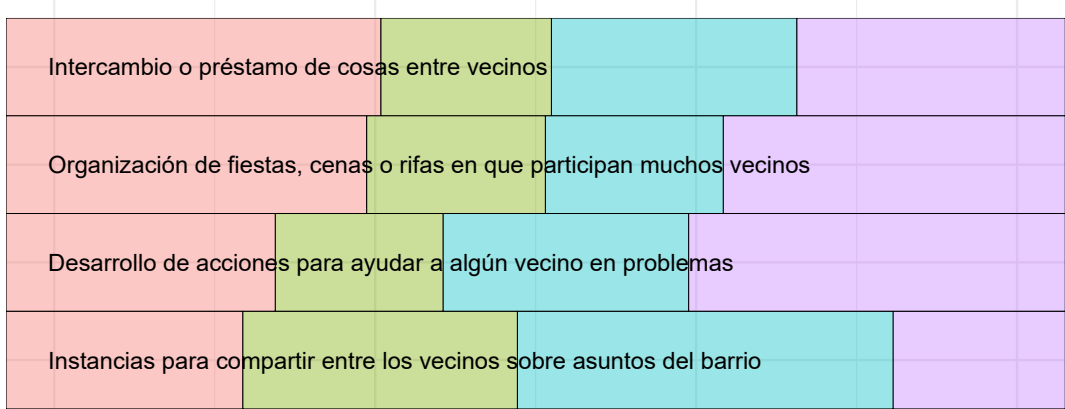 Intercambio o préstamo de cosas entre vecinos
Organización de fiestas, cenas o rifas en que participan muchos vecinos
Desarrollo de acciones para ayudar a algún vecino en problemas
Instancias para compartir entre los vecinos sobre asuntos del barrio